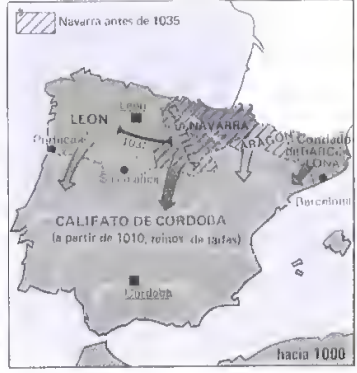 Navarra antes de 1035
LEON
León
NAVARRA
ARAGON
Condado
BARCELONA
Barcelona
CALIFATO DE CORDOBA
(a partir de 1010, reinos de taifas)
Córdoba
hacia 1000